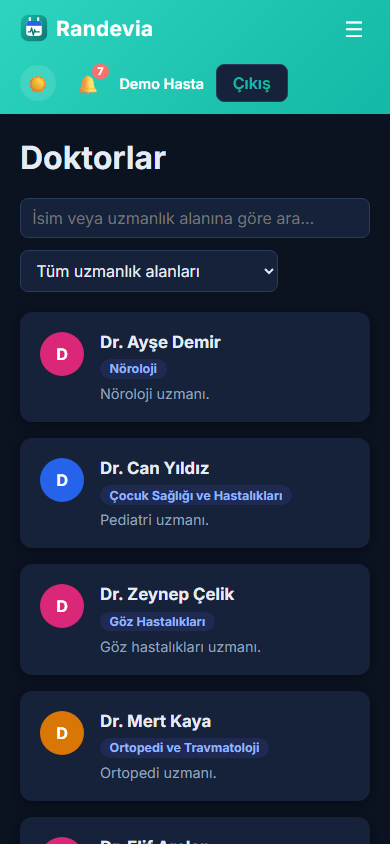 Randevia
7
Demo Hasta
Çıkış
Doktorlar
İsim veya uzmanlık alanına göre ara...
Tüm uzmanlık alanları
D
Dr. Ayşe Demir
Nöroloji
Nöroloji uzmanı.
D
Dr. Can Yıldız
Çocuk Sağlığı ve Hastalıkları
Pediatri uzmanı.
D
Dr. Zeynep Çelik
Göz Hastalıkları
Göz hastalıkları uzmanı.
D
Dr. Mert Kaya
Ortopedi ve Travmatoloji
Ortopedi uzmanı.